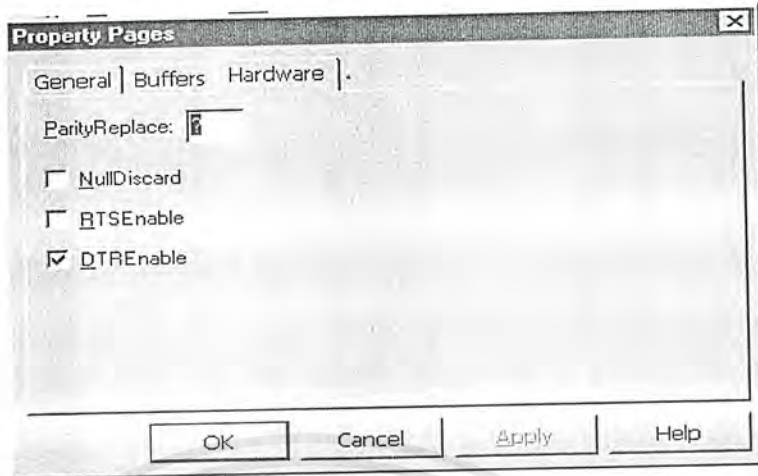 Property Pages
General Buffers Hardware
ParityReplace: ?
NullDiscard
RTSEnable
DTREnable
OK Cancel Apply Help